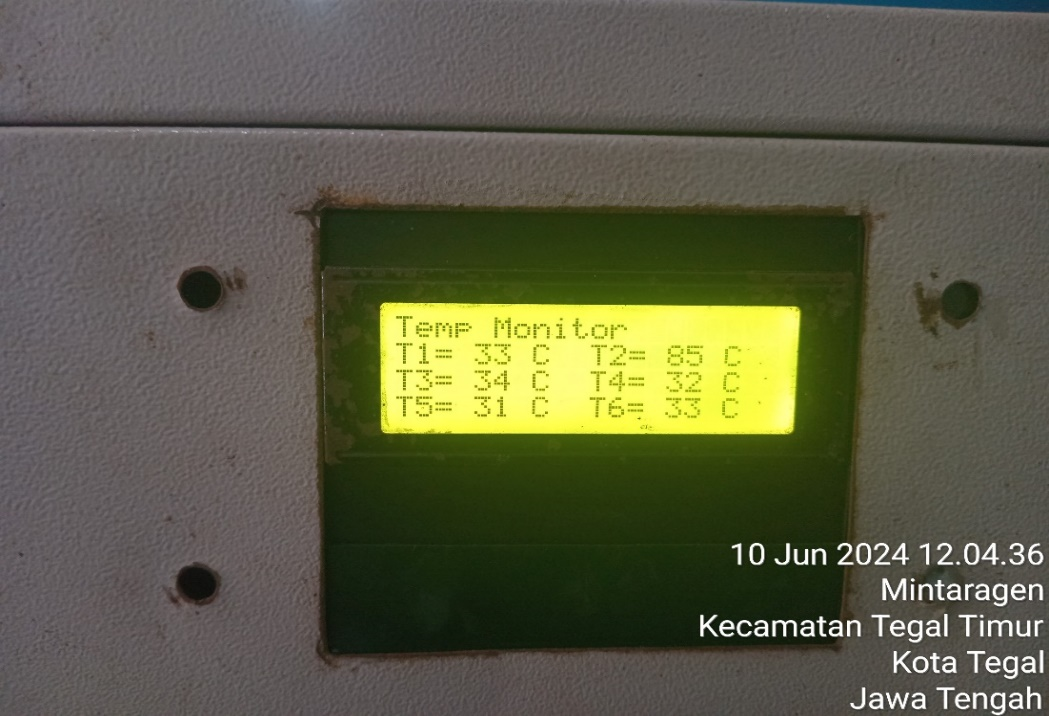 Temp Monitor
T1= 33 C T2= 85 C
T3= 34 C T4= 32 C
T5= 31 C T6= 33 C
10 Jun 2024 12.04.36
Mintaragen
Kecamatan Tegal Timur
Kota Tegal
Jawa Tengah